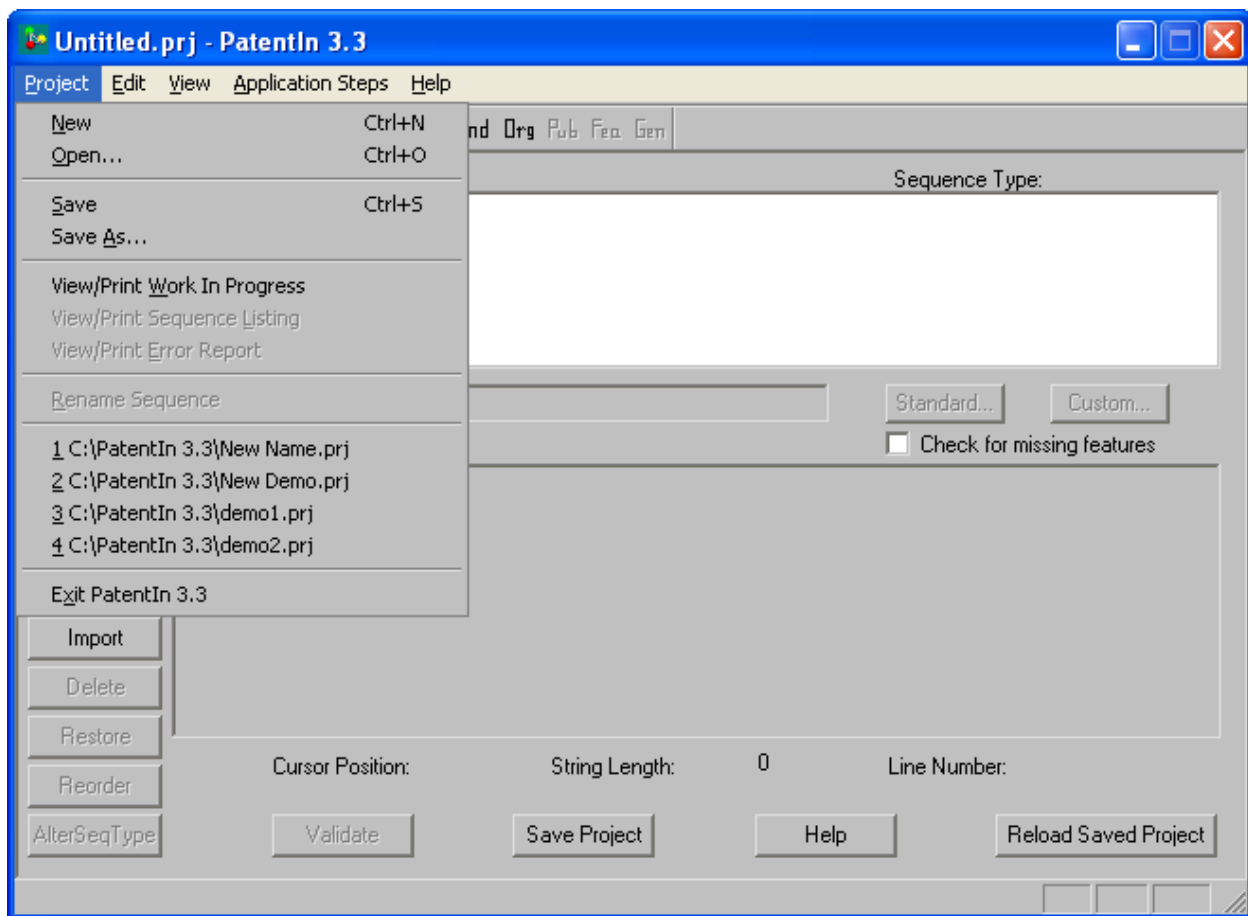 Untitled.prj - PatentIn 3.3
Project Edit View Application Steps Help
New Ctrl+N
Open... Ctrl+O
Save Ctrl+S
Save As...
View/Print Work In Progress
View/Print Sequence Listing
View/Print Error Report
Rename Sequence
1 C:\PatentIn 3.3\New Name.prj
2 C:\PatentIn 3.3\New Demo.prj
3 C:\PatentIn 3.3\demo1.prj
4 C:\PatentIn 3.3\demo2.prj
Exit PatentIn 3.3
nd Org Pub Fea Gen
Sequence Type:
Standard... Custom...
Check for missing features
Import
Delete
Restore
Reorder
AlterSeqType
Cursor Position: String Length: 0 Line Number:
Validate Save Project Help Reload Saved Project